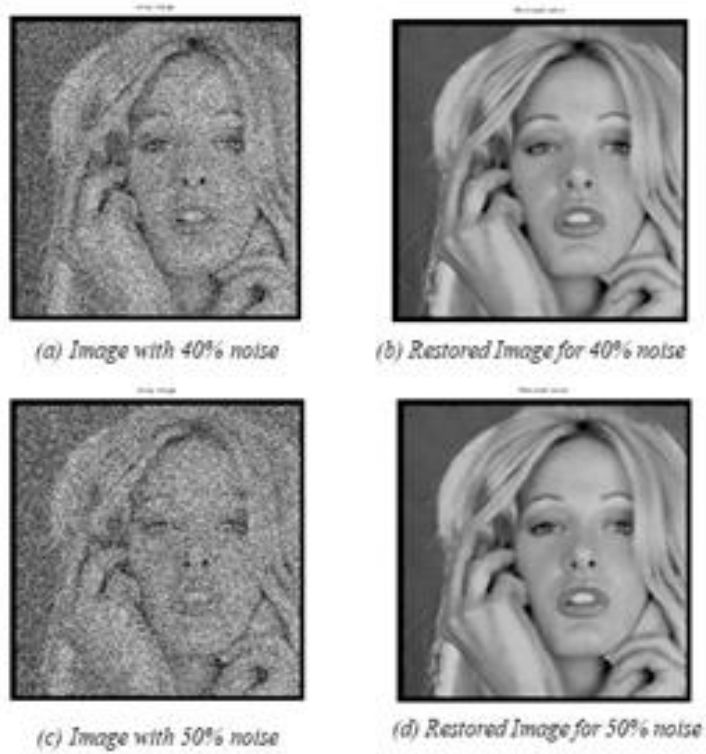 (a) Image with 40% noise
(b) Restored Image for 40% noise
(c) Image with 50% noise
(d) Restored Image for 50% noise